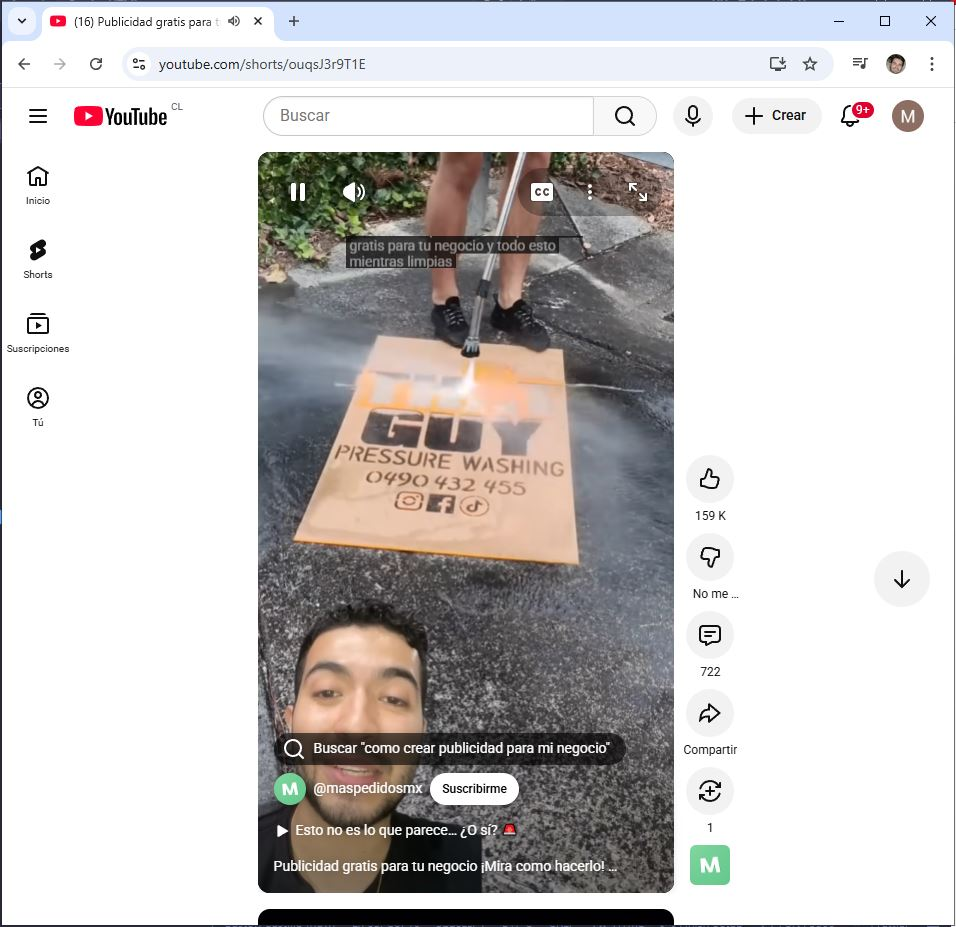 (16) Publicidad gratis para t
youtube.com/shorts/ouqsJ3r9T1E
YouTube CL
Buscar
Crear
9+
M
Inicio
Shorts
Suscripciones
Tú
CC
gratis para tu negocio y todo esto
mientras limpias
THAT
GUY
PRESSURE WASHING
0490 432 455
159 K
No me ...
722
Compartir
1
M
Buscar "como crear publicidad para mi negocio"
M @maspedidosmx Suscribirme
Esto no es lo que parece... ¿O sí?
Publicidad gratis para tu negocio ¡Mira como hacerlo! ...